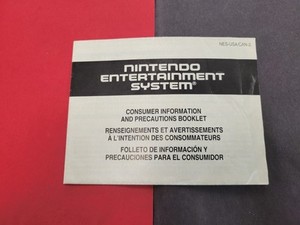 NINTENDO
ENTERTAINMENT
SYSTEM®
CONSUMER INFORMATION
AND PRECAUTIONS BOOKLET
RENSEIGNEMENTS ET AVERTISSEMENTS
À L'INTENTION DES CONSOMMATEURS
FOLLETO DE INFORMACIÓN Y
PRECAUCIONES PARA EL CONSUMIDOR